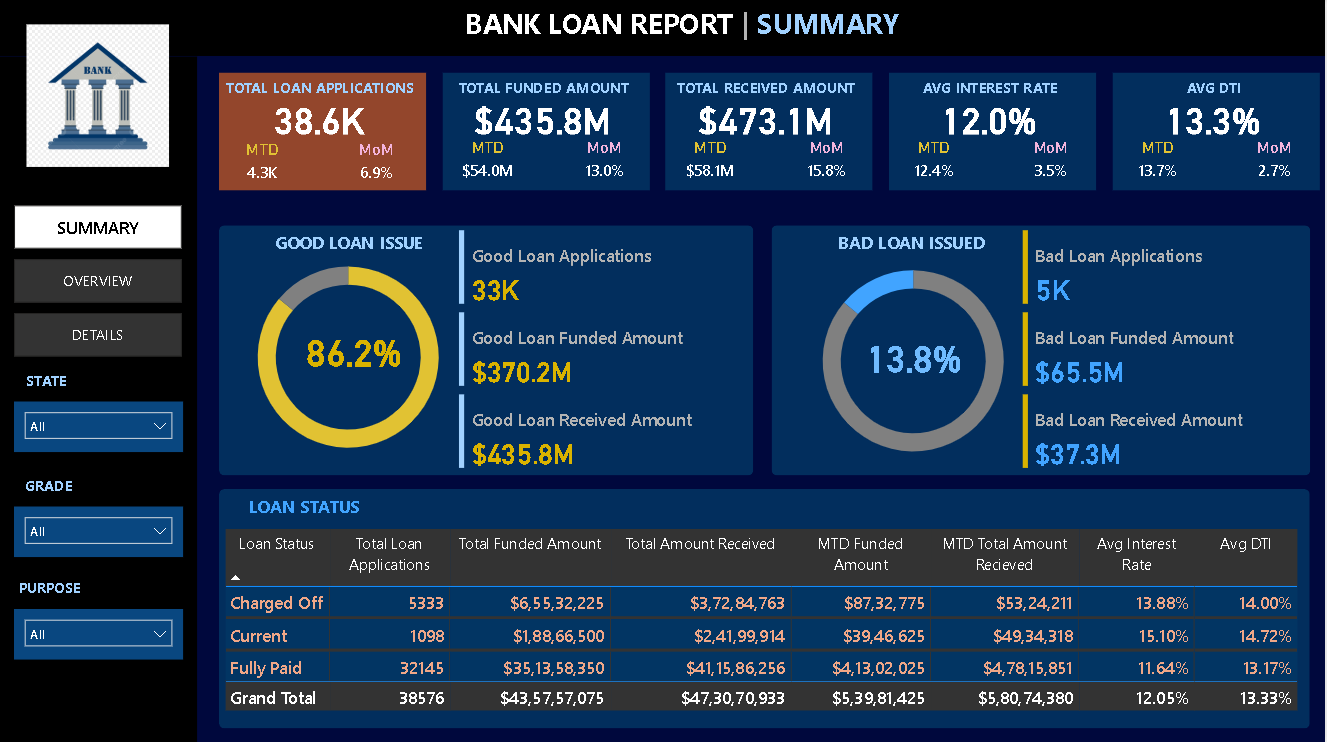 BANK LOAN REPORT | SUMMARY
BANK
TOTAL LOAN APPLICATIONS
38.6K
MTD MoM
4.3K 6.9%
TOTAL FUNDED AMOUNT
$435.8M
MTD MoM
$54.0M 13.0%
TOTAL RECEIVED AMOUNT
$473.1M
MTD MoM
$58.1M 15.8%
AVG INTEREST RATE
12.0%
MTD MoM
12.4% 3.5%
AVG DTI
13.3%
MTD MoM
13.7% 2.7%
SUMMARY
OVERVIEW
DETAILS
STATE
All
GRADE
All
PURPOSE
All
GOOD LOAN ISSUE
86.2%
Good Loan Applications
33K
Good Loan Funded Amount
$370.2M
Good Loan Received Amount
$435.8M
BAD LOAN ISSUED
13.8%
Bad Loan Applications
5K
Bad Loan Funded Amount
$65.5M
Bad Loan Received Amount
$37.3M
LOAN STATUS
Loan Status Total Loan Applications Total Funded Amount Total Amount Received MTD Funded Amount MTD Total Amount Recieved Avg Interest Rate Avg DTI
Charged Off 5333 $6,55,32,225 $3,72,84,763 $87,32,775 $53,24,211 13.88% 14.00%
Current 1098 $1,88,66,500 $2,41,99,914 $39,46,625 $49,34,318 15.10% 14.72%
Fully Paid 32145 $35,13,58,350 $41,15,86,256 $4,13,02,025 $4,78,15,851 11.64% 13.17%
Grand Total 38576 $43,57,57,075 $47,30,70,933 $5,39,81,425 $5,80,74,380 12.05% 13.33%